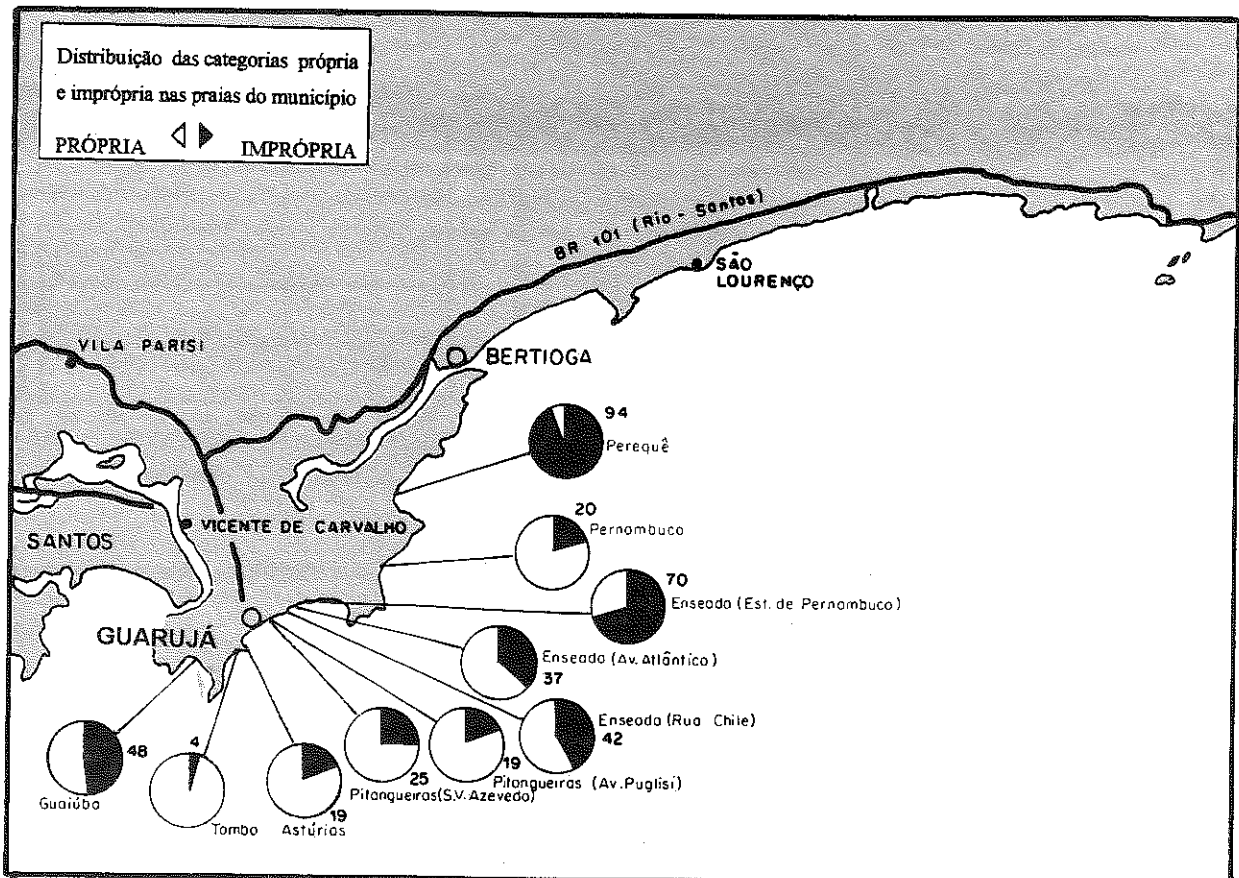 Distribuição das categorias própria
e imprópria nas praias do município
PRÓPRIA IMPRÓPRIA
BR 101 (Rio - Santos)
SÃO
LOURENÇO
VILA PARISI
BERTIOGA
94
Perequê
20
Pernambuco
VICENTE DE CARVALHO
SANTOS
70
Enseada (Est. de Pernambuco)
GUARUJÁ
Enseada (Av. Atlântico)
37
Enseada (Rua Chile)
42
48
Guaiúba
4
Tombo
19
Astúrias
25
Pitangueiras (S.V. Azevedo)
19
Pitangueiras (Av. Puglisi)